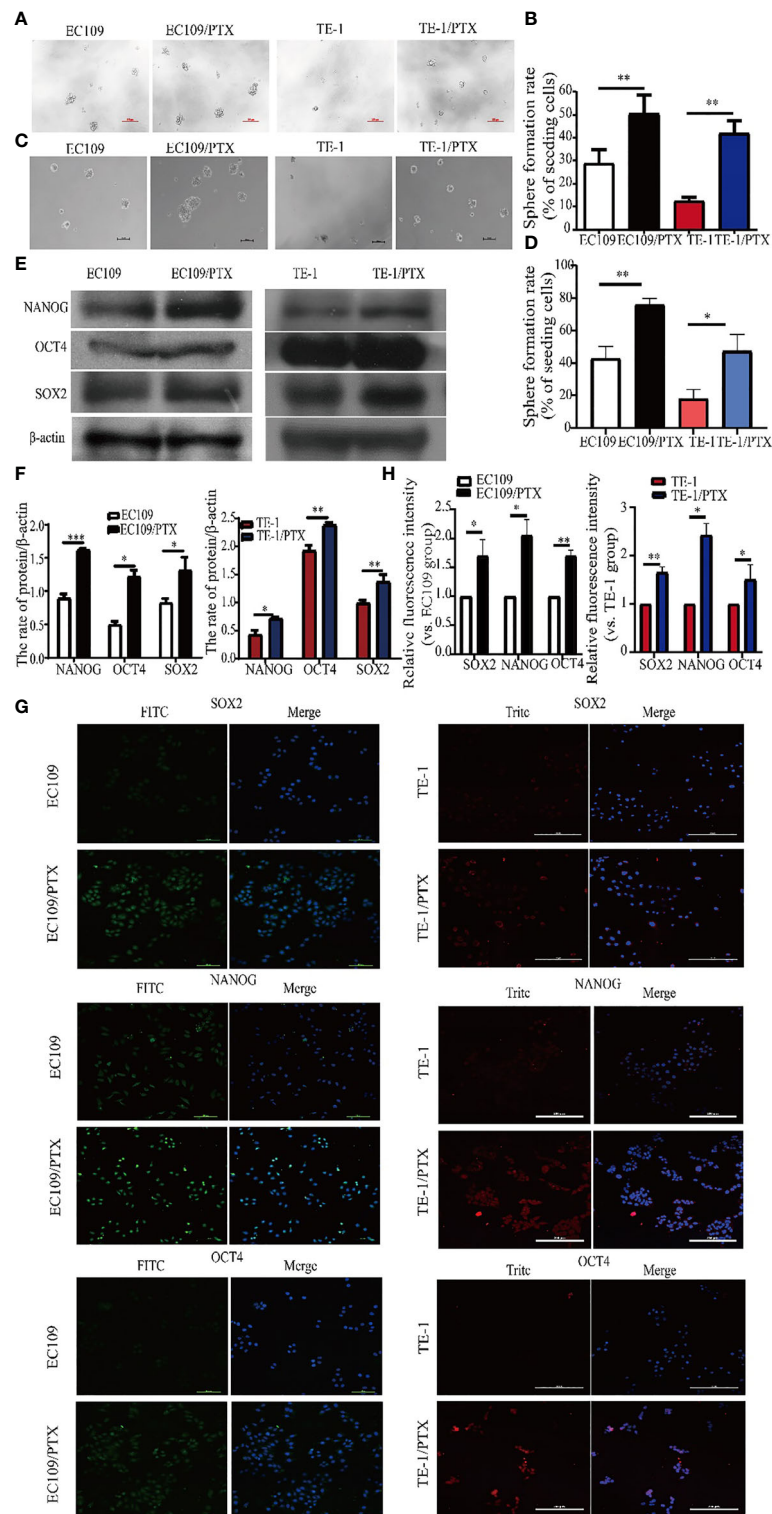 A
EC109 EC109/PTX TE-1 TE-1/PTX
B
Sphere formation rate
(% of seeding cells)
60
50
40
30
20
10
** **
EC109 EC109/PTX TE-1 TE-1/PTX
C
EC109 EC109/PTX TE-1 TE-1/PTX
D
Sphere formation rate
(% of seeding cells)
100
80
60
40
20
0
** *
EC109 EC109/PTX TE-1 TE-1/PTX
E
EC109 EC109/PTX TE-1 TE-1/PTX
NANOG
OCT4
SOX2
β-actin
F
The rate of protein/β-actin
2.0
1.5
1.0
0.5
0.0
EC109
EC109/PTX
*** * *
NANOG OCT4 SOX2
The rate of protein/β-actin
2.5
2.0
1.5
1.0
0.5
0.0
TE-1
TE-1/PTX
* ** **
NANOG OCT4 SOX2
H
Relative fluorescence intensity
(vs. EC109 group)
2.5
2.0
1.5
1.0
0.5
0.0
EC109
EC109/PTX
* * **
SOX2 NANOG OCT4
Relative fluorescence intensity
(vs. TE-1 group)
3
2
1
0
TE-1
TE-1/PTX
** * *
SOX2 NANOG OCT4
G
SOX2
FITC Merge
EC109
EC109/PTX
SOX2
Tritc Merge
TE-1
TE-1/PTX
NANOG
FITC Merge
EC109
EC109/PTX
NANOG
Tritc Merge
TE-1
TE-1/PTX
OCT4
FITC Merge
EC109
EC109/PTX
OCT4
Tritc Merge
TE-1
TE-1/PTX